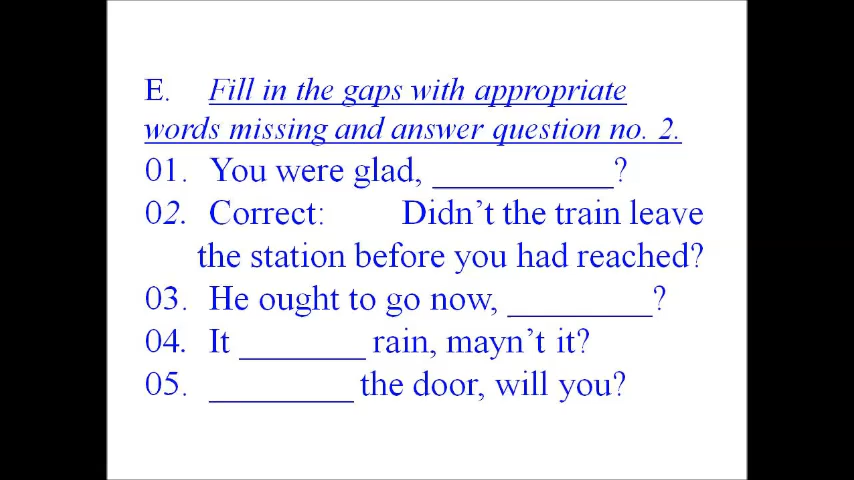 E. Fill in the gaps with appropriate
words missing and answer question no. 2.
01. You were glad, ___________?
02. Correct: Didn’t the train leave
the station before you had reached?
03. He ought to go now, _________?
04. It ________ rain, mayn’t it?
05. _________ the door, will you?